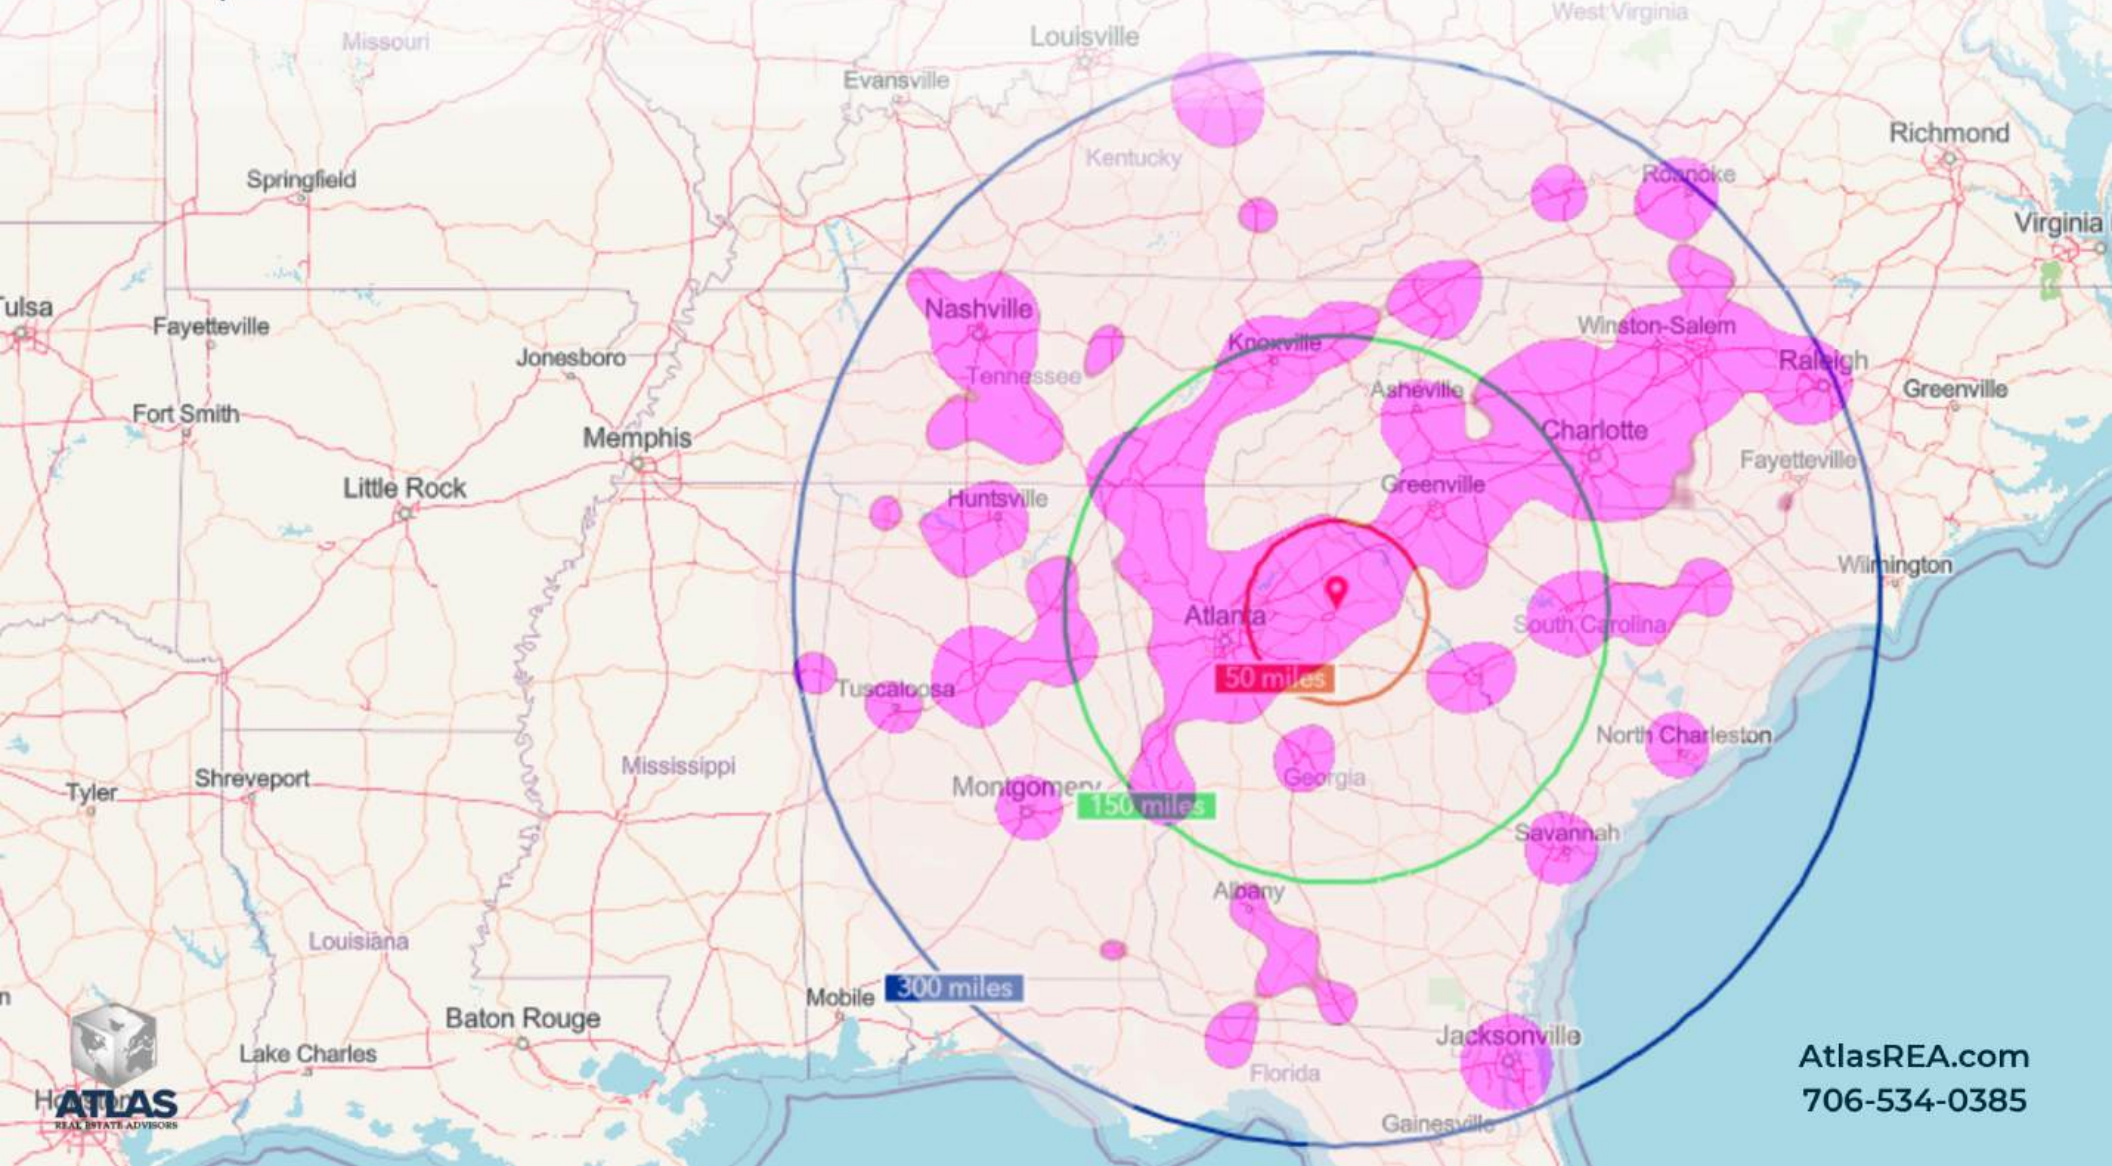 West Virginia
Missouri
Louisville
Evansville
Richmond
Kentucky
Roanoke
Springfield
Virginia
Nashville
Tulsa
Fayetteville
Winston-Salem
Knoxville
Jonesboro
Raleigh
Tennessee
Asheville
Greenville
Fort Smith
Charlotte
Memphis
Fayetteville
Greenville
Little Rock
Huntsville
Wilmington
Atlanta
South Carolina
50 miles
Tuscaloosa
North Charleston
Mississippi
Shreveport
Georgia
Montgomery
Tyler
150 miles
Savannah
Albany
Louisiana
300 miles
Mobile
Baton Rouge
Jacksonville
Lake Charles
AtlasREA.com
Florida
706-534-0385
Houston
ATLAS
REAL ESTATE ADVISORS
Gainesville